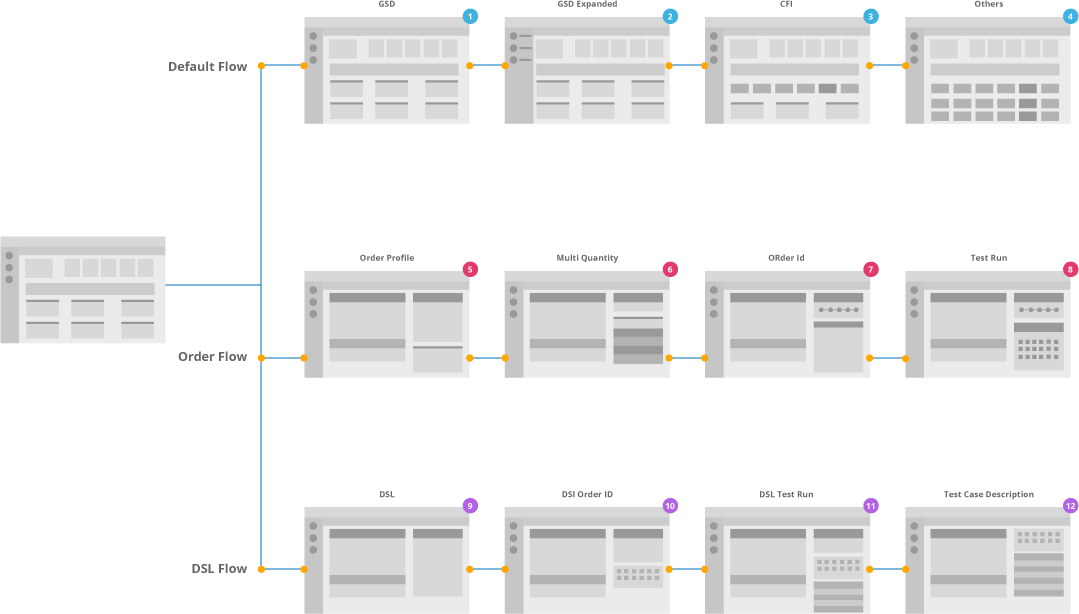 GSD
GSD Expanded
CFI
Others
1
2
3
4
Default Flow
Order Profile
Multi Quantity
ORder Id
Test Run
5
6
7
8
Order Flow
DSL
DSI Order ID
DSL Test Run
Test Case Description
9
10
11
12
DSL Flow